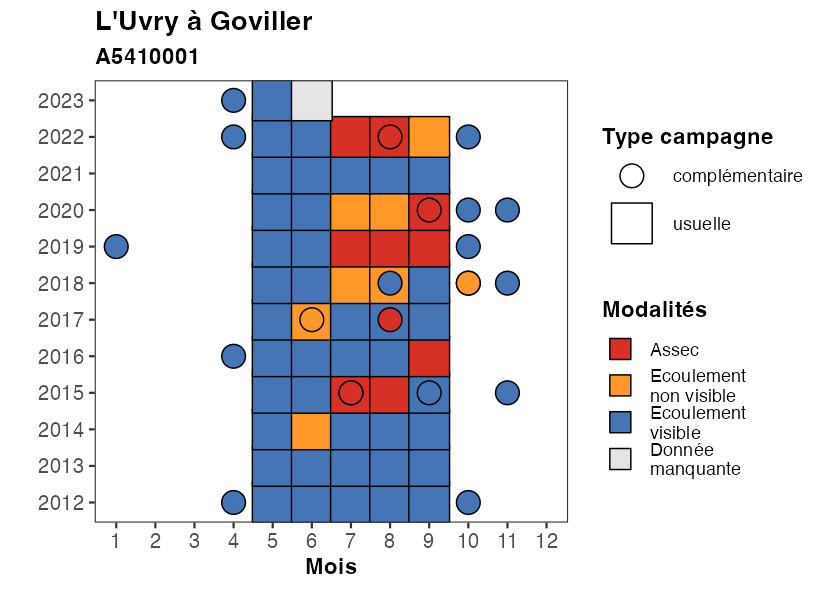 L'Uvry à Goviller
A5410001
2023
2022
2021
2020
2019
2018
2017
2016
2015
2014
2013
2012
1 2 3 4 5 6 7 8 9 10 11 12
Mois
Type campagne
complémentaire
usuelle
Modalités
Assec
Ecoulement
non visible
Ecoulement
visible
Donnée
manquante